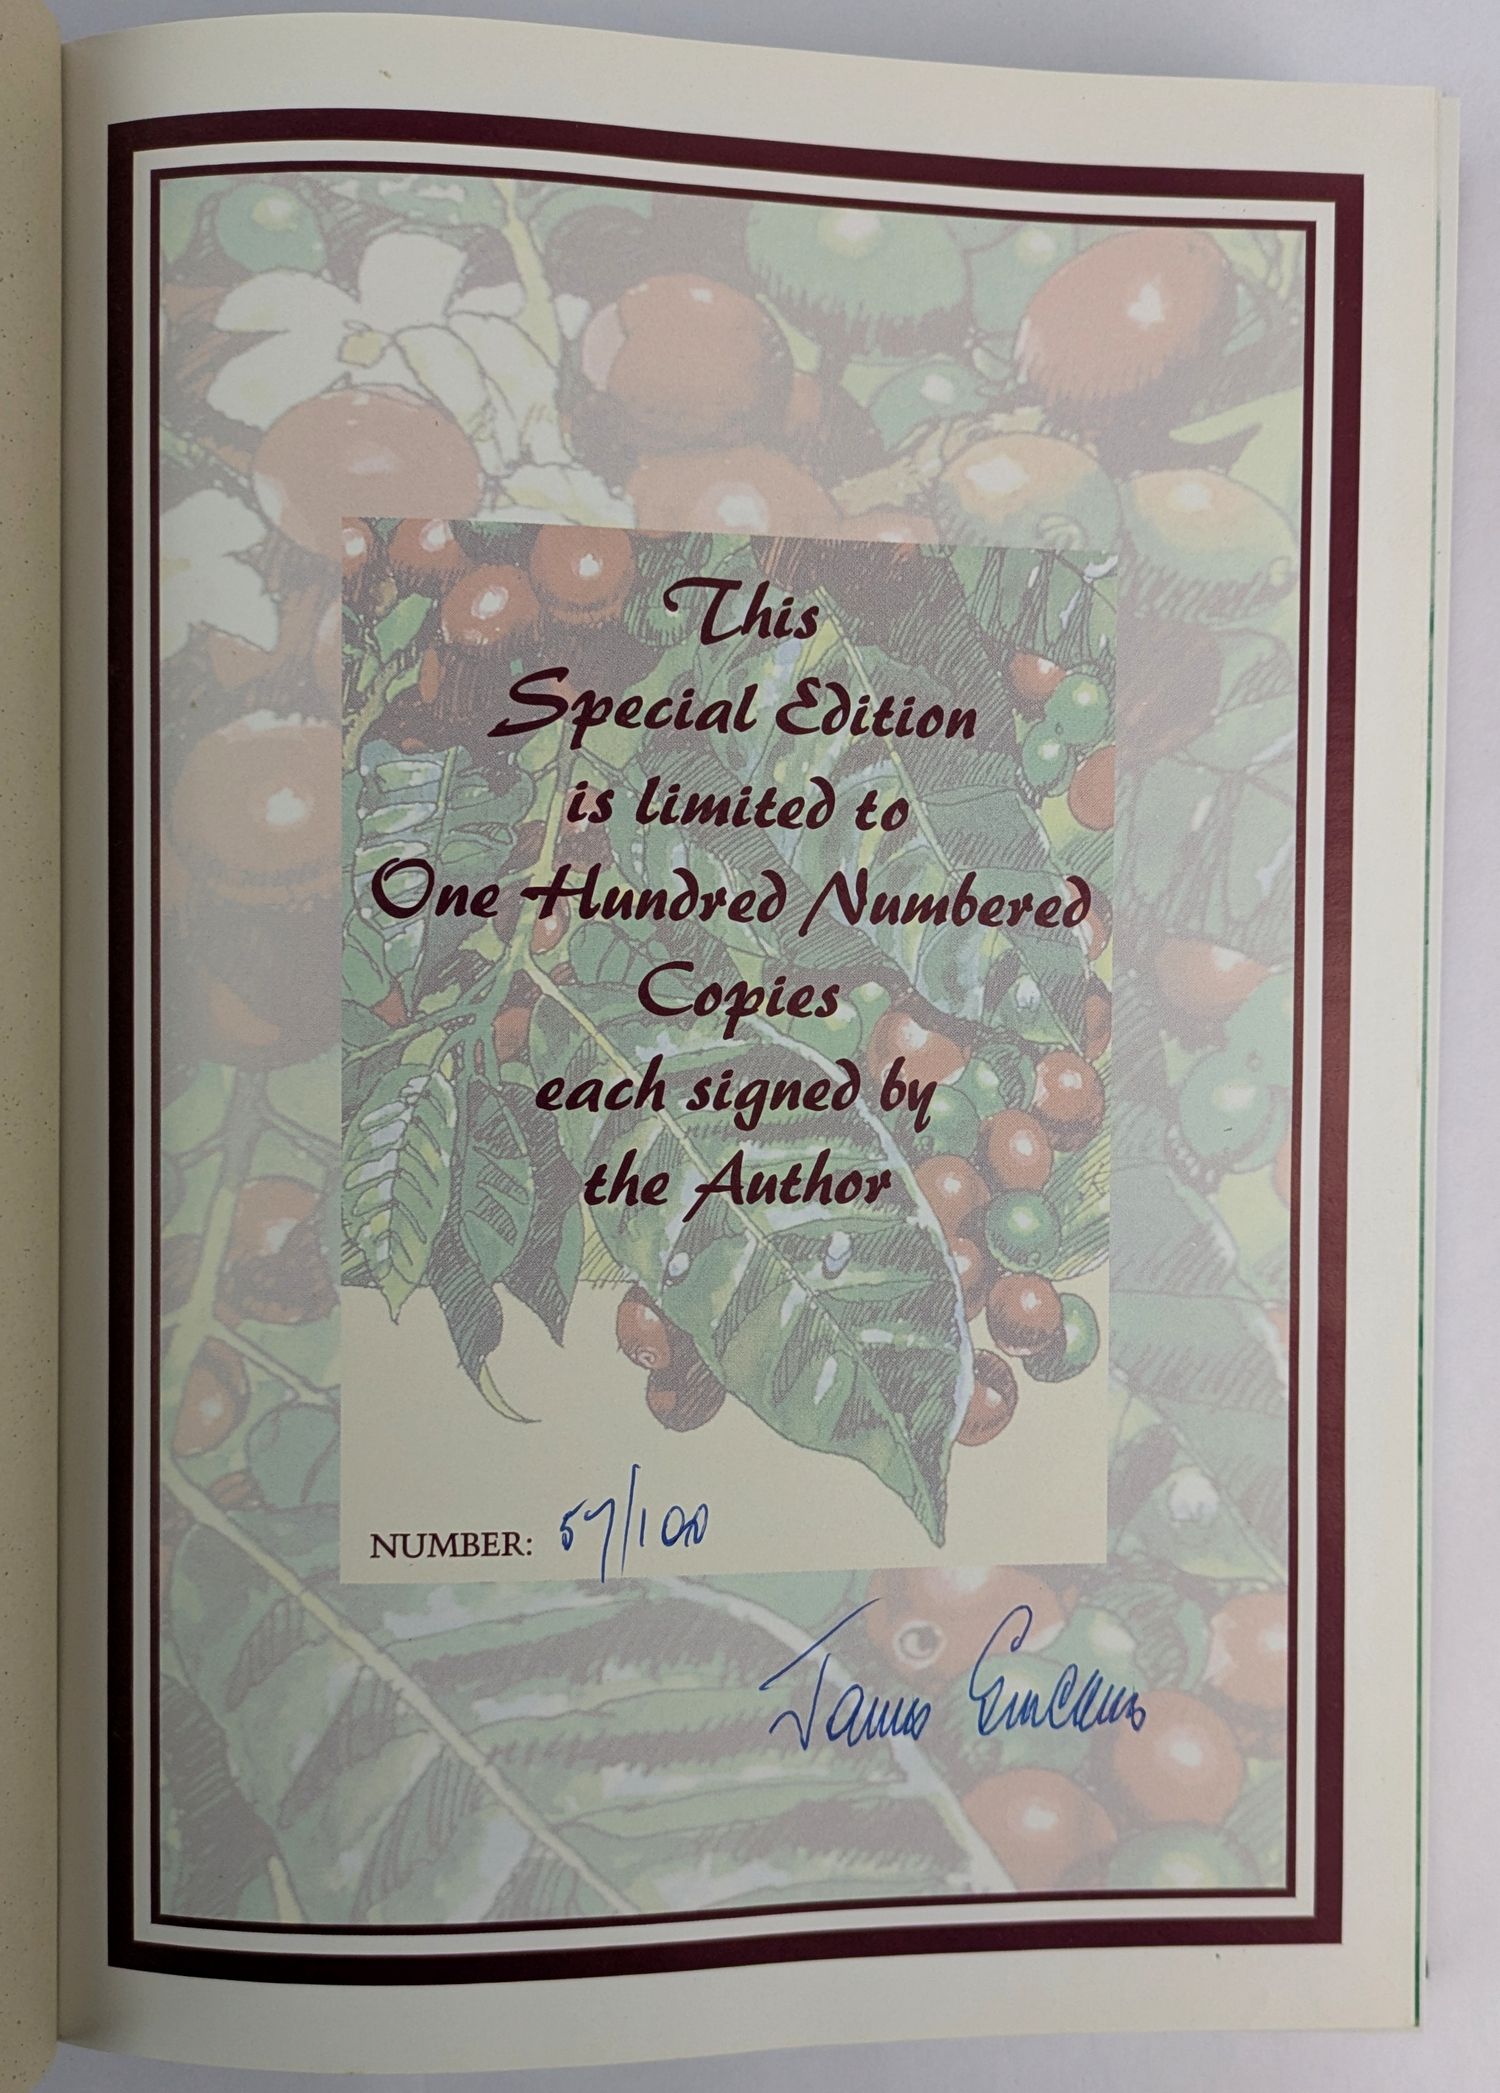 This
Special Edition
is limited to
One Hundred Numbered
Copies
each signed by
the Author
NUMBER: 57/100